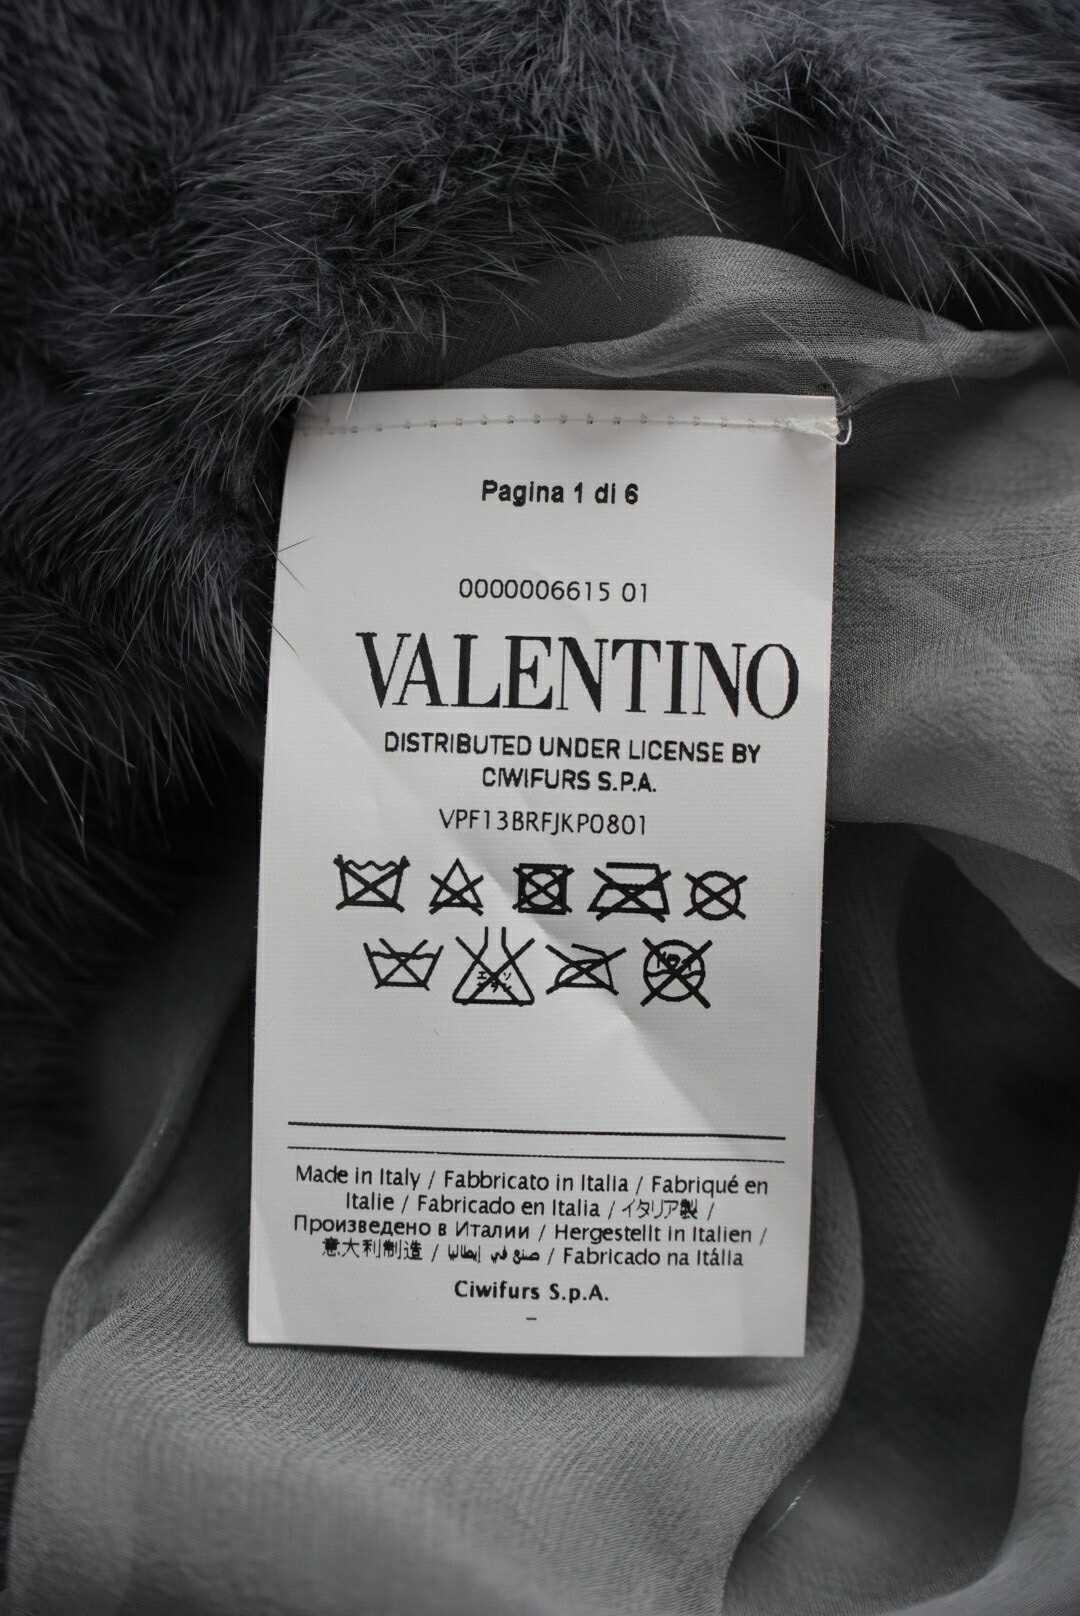 Pagina 1 di 6
0000006615 01
VALENTINO
DISTRIBUTED UNDER LICENSE BY
CIWIFURS S.P.A.
VPF13BRFJKP0801
Made in Italy / Fabbricato in Italia / Fabriqué en
Italie / Fabricado en Italia / イタリア製 /
Произведено в Италии / Hergestellt in Italien /
意大利制造 / صنع في إيطاليا / Fabricado na Itália
Ciwifurs S.p.A.
-